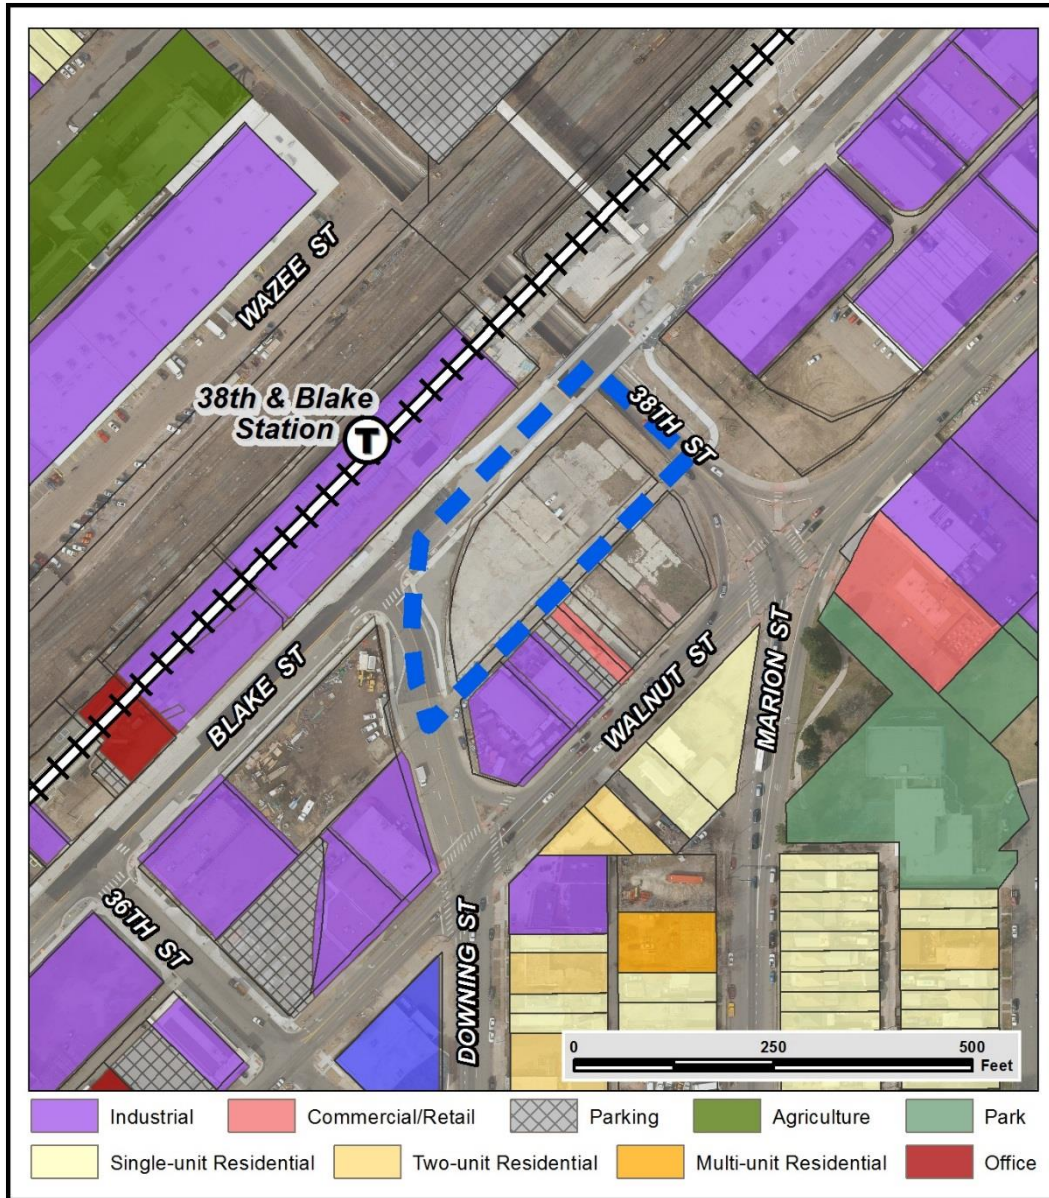 WAZEE ST
38th & Blake
Station
T
38TH ST
BLAKE ST
WALNUT ST
MARION ST
36TH ST
DOWNING ST
0 250 500
Feet
Industrial Commercial/Retail Parking Agriculture Park
Single-unit Residential Two-unit Residential Multi-unit Residential Office